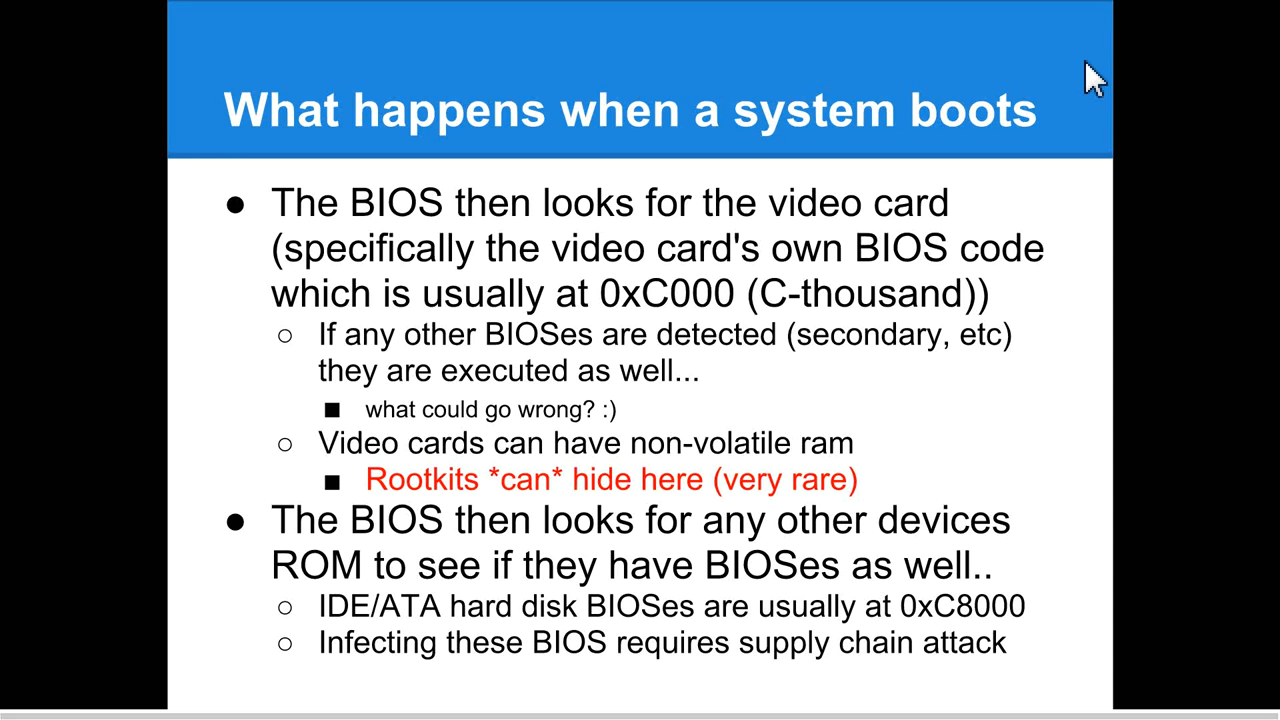 What happens when a system boots
● The BIOS then looks for the video card
(specifically the video card's own BIOS code
which is usually at 0xC000 (C-thousand))
○ If any other BIOSes are detected (secondary, etc)
they are executed as well...
■ what could go wrong? :)
○ Video cards can have non-volatile ram
■ Rootkits *can* hide here (very rare)
● The BIOS then looks for any other devices
ROM to see if they have BIOSes as well..
○ IDE/ATA hard disk BIOSes are usually at 0xC8000
○ Infecting these BIOS requires supply chain attack